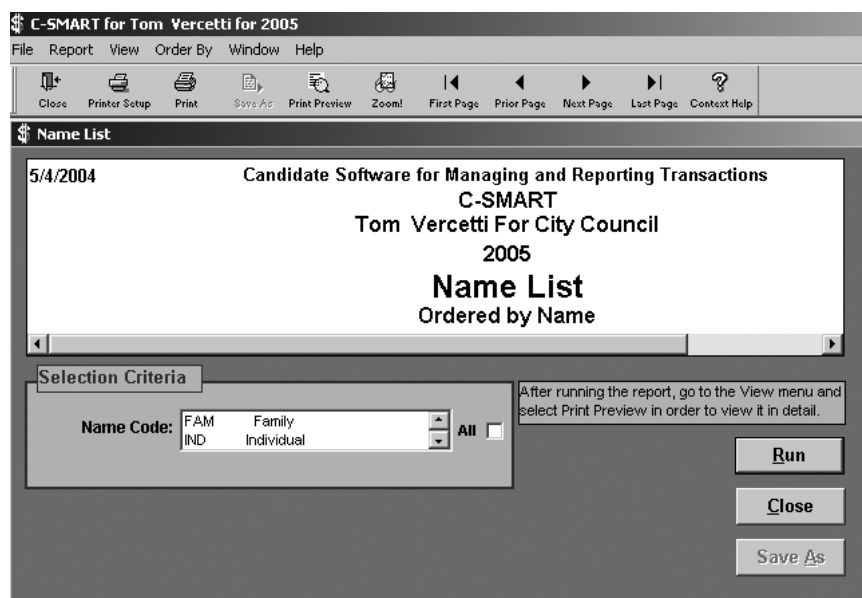 C-SMART for Tom Vercetti for 2005
File Report View Order By Window Help
Close Printer Setup Print Save As Print Preview Zoom! First Page Prior Page Next Page Last Page Context Help
Name List
5/4/2004 Candidate Software for Managing and Reporting Transactions
C-SMART
Tom Vercetti For City Council
2005
Name List
Ordered by Name
Selection Criteria
After running the report, go to the View menu and
select Print Preview in order to view it in detail.
Name Code: FAM Family All
IND Individual
Run
Close
Save As